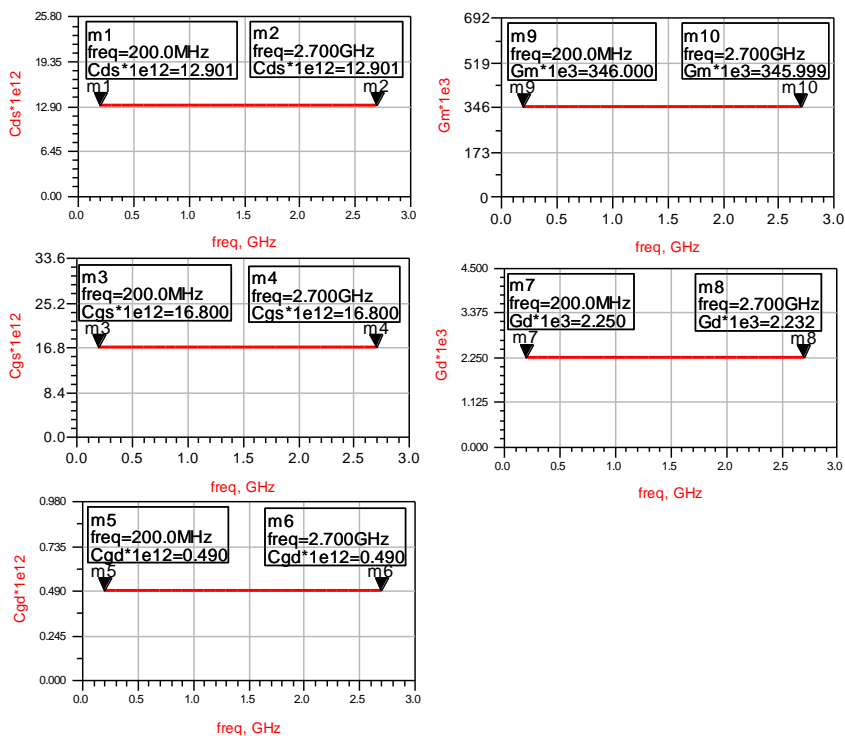 25.80
19.35
12.90
6.45
0.00
Cds*1e12
m1
freq=200.0MHz
Cds*1e12=12.901
m1
m2
freq=2.700GHz
Cds*1e12=12.901
m2
0.0 0.5 1.0 1.5 2.0 2.5 3.0
freq, GHz
692
519
346
173
0
Gm*1e3
m9
freq=200.0MHz
Gm*1e3=346.000
m9
m10
freq=2.700GHz
Gm*1e3=345.999
m10
0.0 0.5 1.0 1.5 2.0 2.5 3.0
freq, GHz
33.6
25.2
16.8
8.4
0.0
Cgs*1e12
m3
freq=200.0MHz
Cgs*1e12=16.800
m3
m4
freq=2.700GHz
Cgs*1e12=16.800
m4
0.0 0.5 1.0 1.5 2.0 2.5 3.0
freq, GHz
4.500
3.375
2.250
1.125
0.000
Gd*1e3
m7
freq=200.0MHz
Gd*1e3=2.250
m7
m8
freq=2.700GHz
Gd*1e3=2.232
m8
0.0 0.5 1.0 1.5 2.0 2.5 3.0
freq, GHz
0.980
0.735
0.490
0.245
0.000
Cgd*1e12
m5
freq=200.0MHz
Cgd*1e12=0.490
m5
m6
freq=2.700GHz
Cgd*1e12=0.490
m6
0.0 0.5 1.0 1.5 2.0 2.5 3.0
freq, GHz